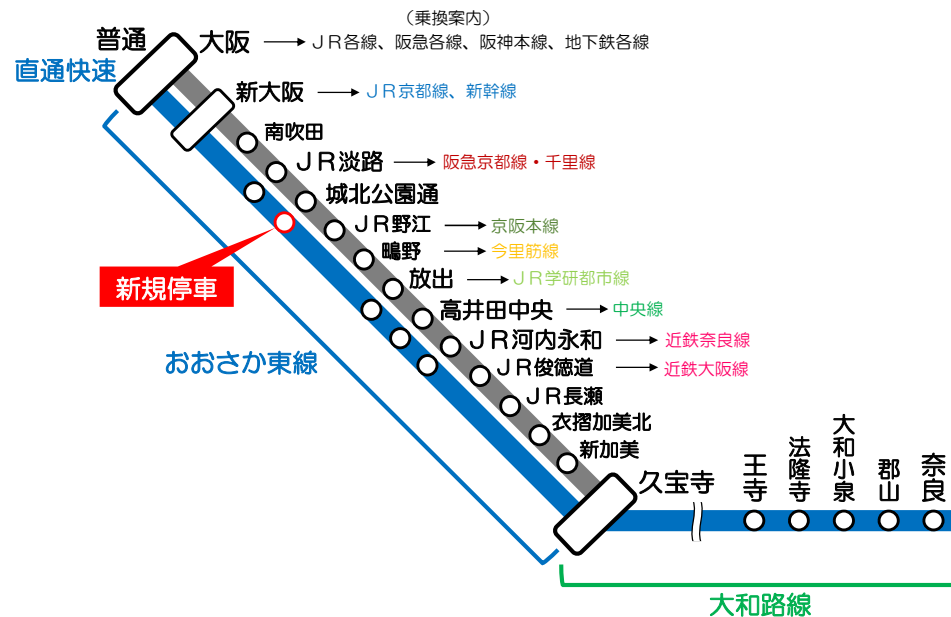 （乗換案内）
普通
大阪
ＪＲ各線、阪急各線、阪神本線、地下鉄各線
直通快速
新大阪
ＪＲ京都線、新幹線
南吹田
ＪＲ淡路
阪急京都線・千里線
城北公園通
ＪＲ野江
京阪本線
鴫野
今里筋線
新規停車
放出
ＪＲ学研都市線
高井田中央
中央線
ＪＲ河内永和
近鉄奈良線
おおさか東線
ＪＲ俊徳道
近鉄大阪線
ＪＲ長瀬
衣摺加美北
新加美
久宝寺
王寺
法隆寺
大和小泉
郡山
奈良
大和路線